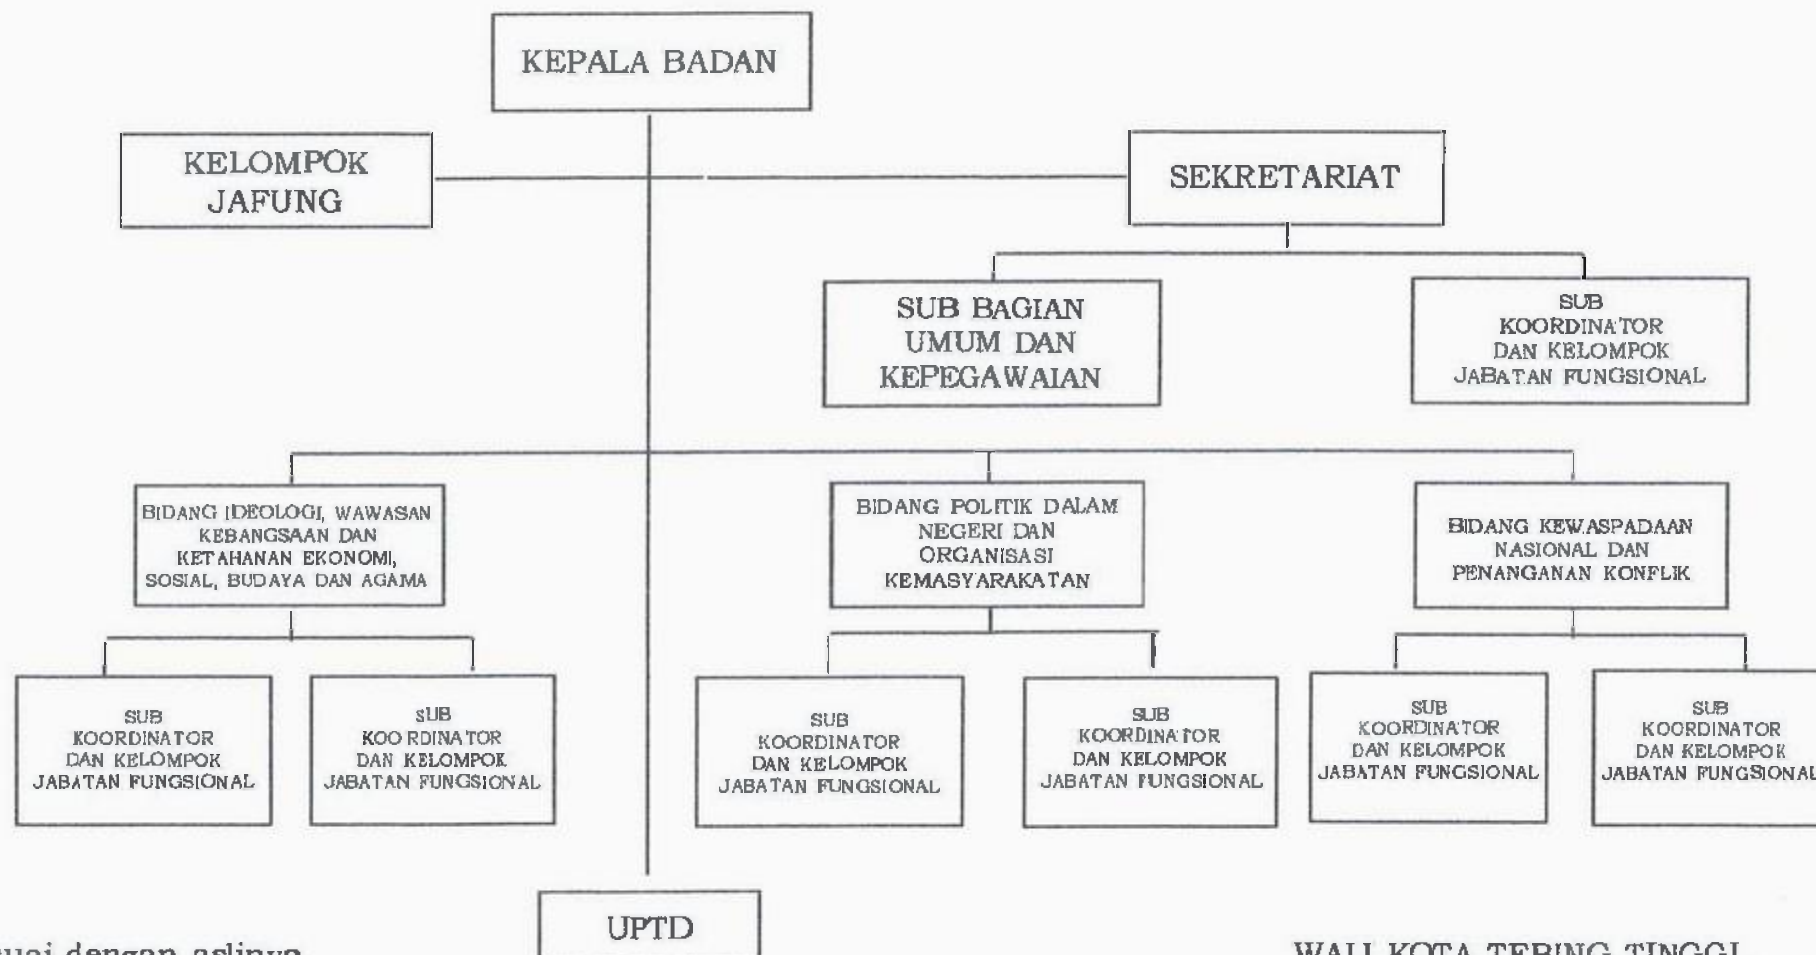 KEPALA BADAN
KELOMPOK
JAFUNG
SEKRETARIAT
SUB BAGIAN
UMUM DAN
KEPEGAWAIAN
SUB
KOORDINATOR
DAN KELOMPOK
JABATAN FUNGSIONAL
BIDANG IDEOLOGI, WAWASAN
KEBANGSAAN DAN
KETAHANAN EKONOMI,
SOSIAL, BUDAYA DAN AGAMA
BIDANG POLITIK DALAM
NEGERI DAN
ORGANISASI
KEMASYARAKATAN
BIDANG KEWASPADAAN
NASIONAL DAN
PENANGANAN KONFLIK
SUB
KOORDINATOR
DAN KELOMPOK
JABATAN FUNGSIONAL
SUB
KOORDINATOR
DAN KELOMPOK
JABATAN FUNGSIONAL
SUB
KOORDINATOR
DAN KELOMPOK
JABATAN FUNGSIONAL
SUB
KOORDINATOR
DAN KELOMPOK
JABATAN FUNGSIONAL
SUB
KOORDINATOR
DAN KELOMPOK
JABATAN FUNGSIONAL
SUB
KOORDINATOR
DAN KELOMPOK
JABATAN FUNGSIONAL
UPTD
dengan aslinya
WALI KOTA TEBING TINGGI